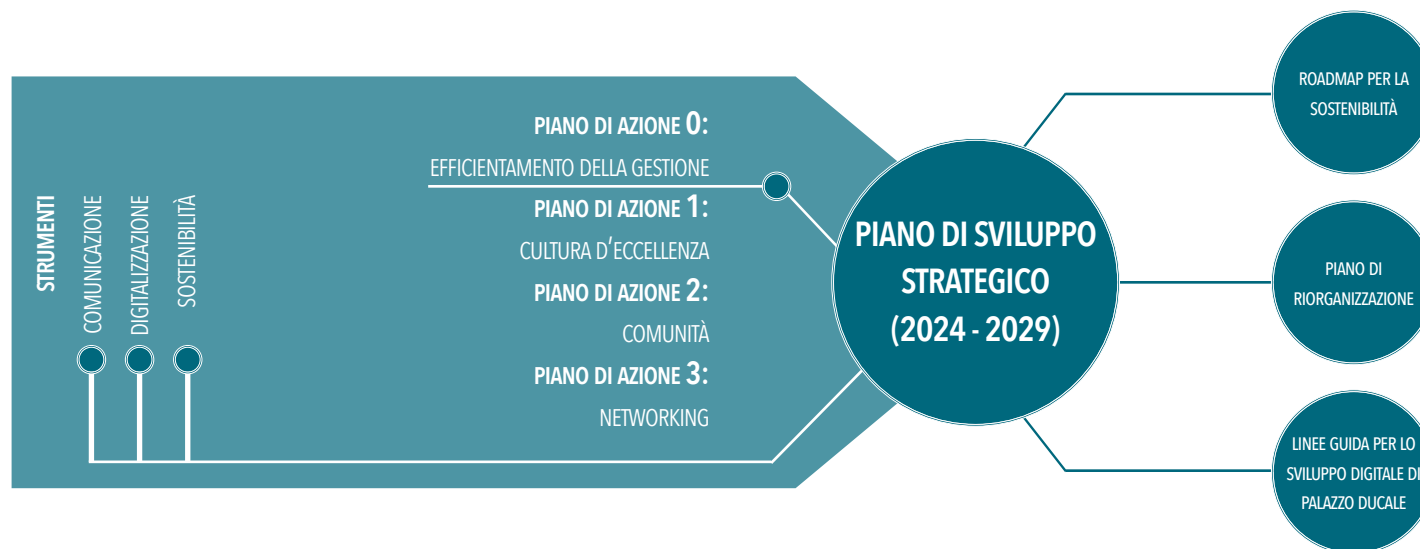 STRUMENTI
COMUNICAZIONE
DIGITALIZZAZIONE
SOSTENIBILITÀ
PIANO DI AZIONE 0:
EFFICIENTAMENTO DELLA GESTIONE
PIANO DI AZIONE 1:
CULTURA D'ECCELLENZA
PIANO DI AZIONE 2:
COMUNITÀ
PIANO DI AZIONE 3:
NETWORKING
PIANO DI SVILUPPO
STRATEGICO
(2024 - 2029)
ROADMAP PER LA
SOSTENIBILITÀ
PIANO DI
RIORGANIZZAZIONE
LINEE GUIDA PER LO
SVILUPPO DIGITALE DI
PALAZZO DUCALE